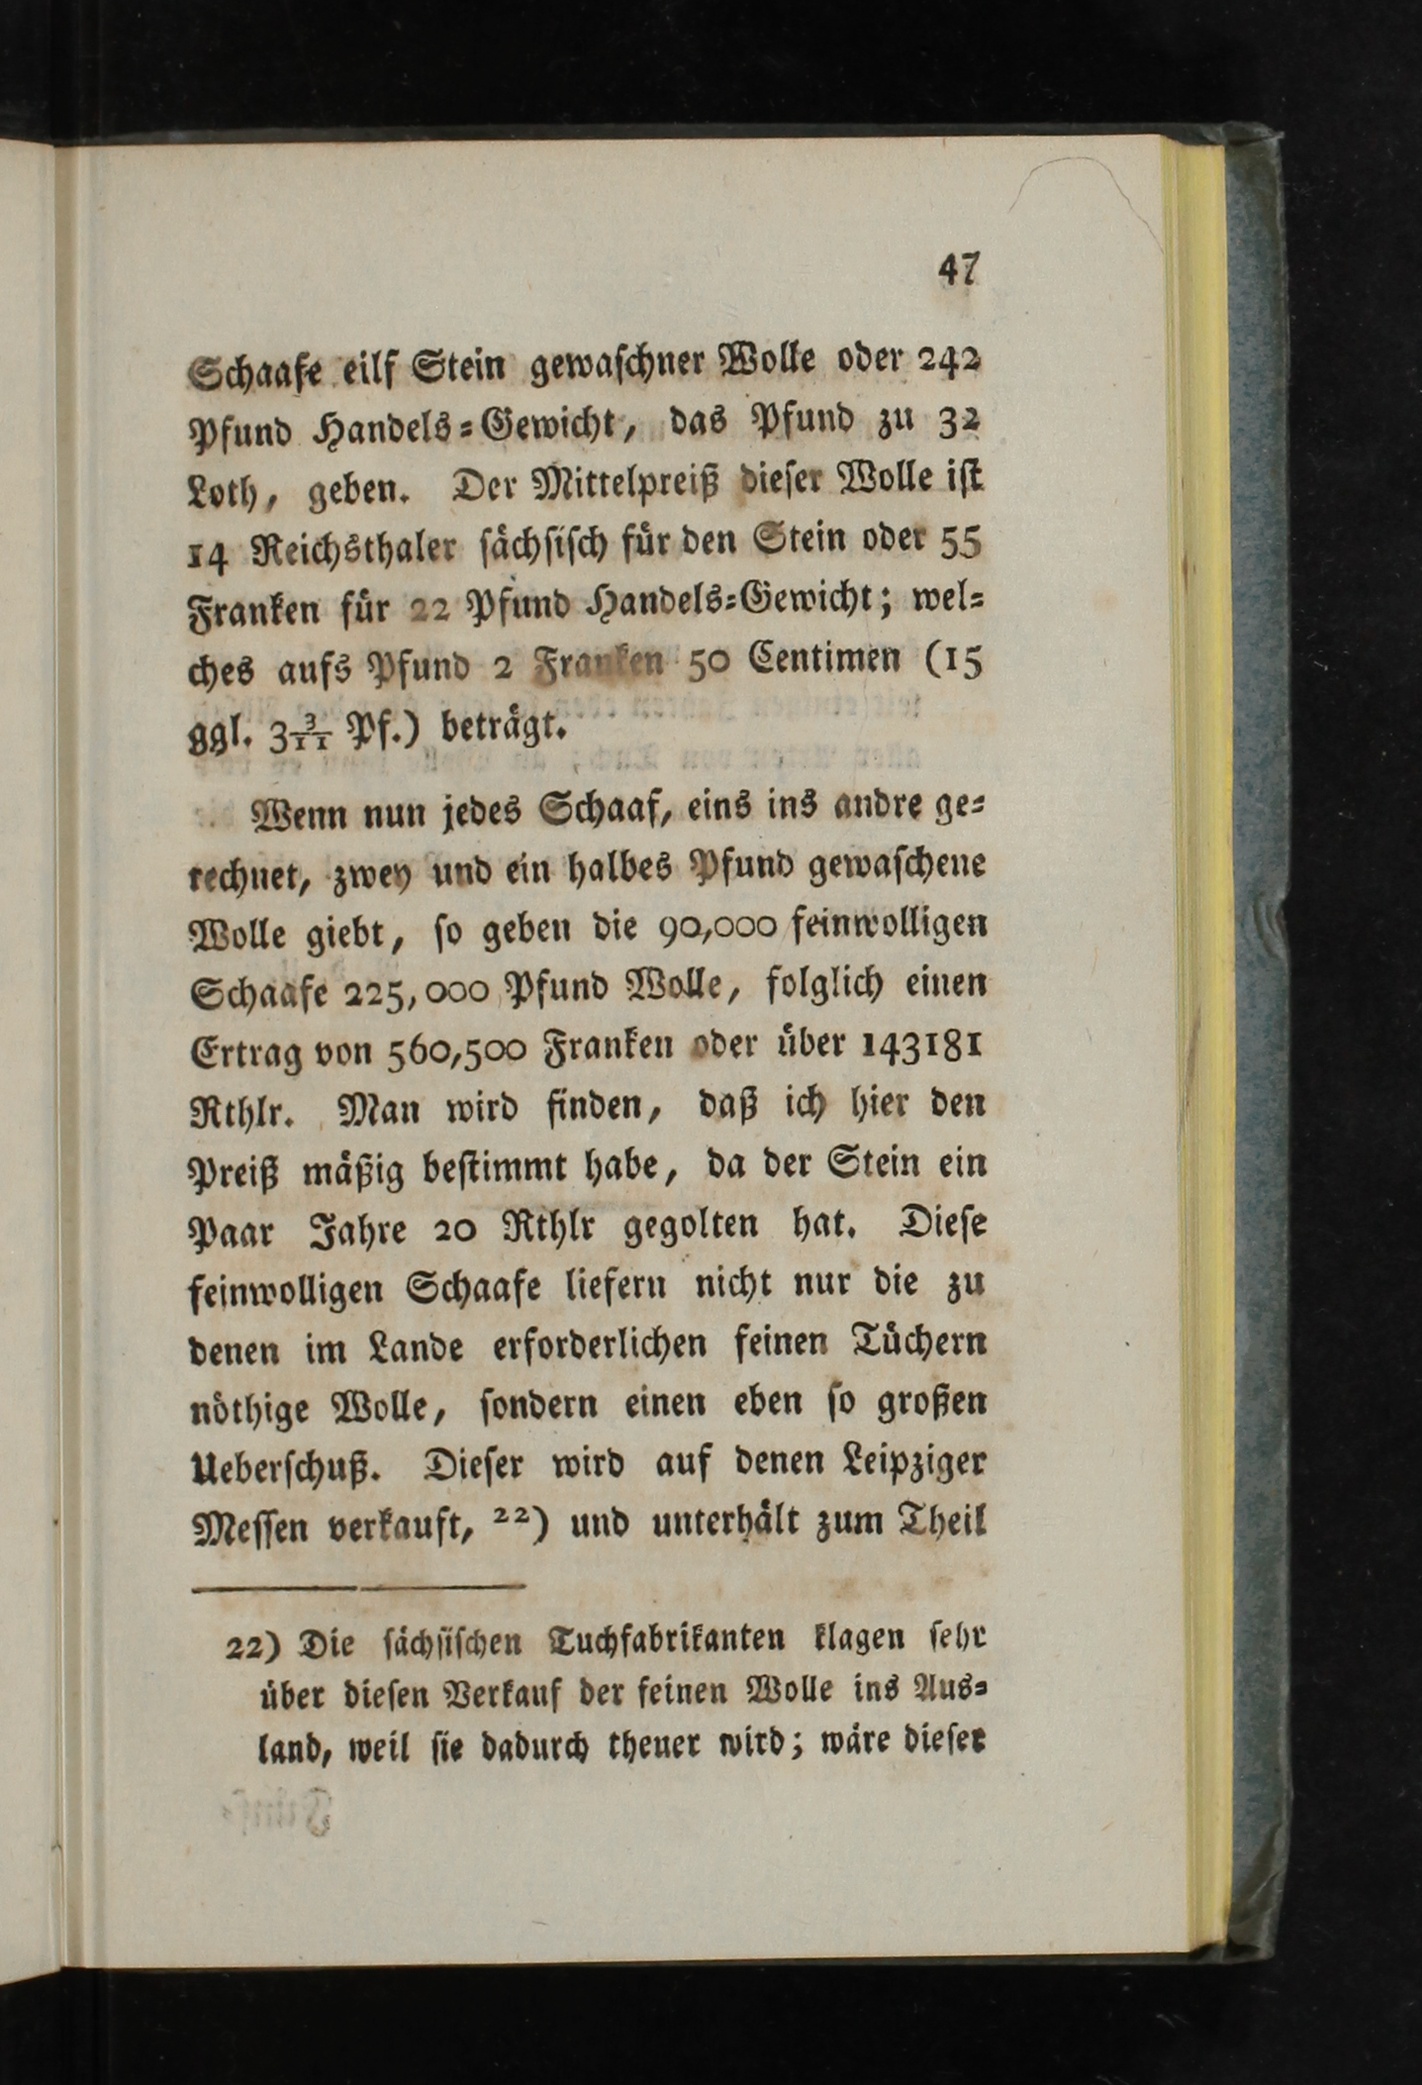 47
Schaafe eilf Stein gewaschner Wolle oder 242
Pfund Handels=Gewicht, das Pfund zu 32
Loth, geben. Der Mittelpreiß dieser Wolle ist
14 Reichsthaler sächsisch für den Stein oder 55
Franken für 22 Pfund Handels=Gewicht; wel=
ches aufs Pfund 2 Franken 50 Centimen (15
ggl. 3 3/11 Pf.) beträgt.
Wenn nun jedes Schaaf, eins ins andre ge=
rechnet, zwey und ein halbes Pfund gewaschene
Wolle giebt, so geben die 90,000 feinwolligen
Schaafe 225,000 Pfund Wolle, folglich einen
Ertrag von 560,500 Franken oder über 143181
Rthlr. Man wird finden, daß ich hier den
Preiß mäßig bestimmt habe, da der Stein ein
Paar Jahre 20 Rthlr gegolten hat. Diese
feinwolligen Schaafe liefern nicht nur die zu
denen im Lande erforderlichen feinen Tüchern
nöthige Wolle, sondern einen eben so großen
Ueberschuß. Dieser wird auf denen Leipziger
Messen verkauft, 22) und unterhält zum Theil
22) Die sächsischen Tuchfabrikanten klagen sehr
über diesen Verkauf der feinen Wolle ins Aus=
land, weil sie dadurch theuer wird; wäre dieser